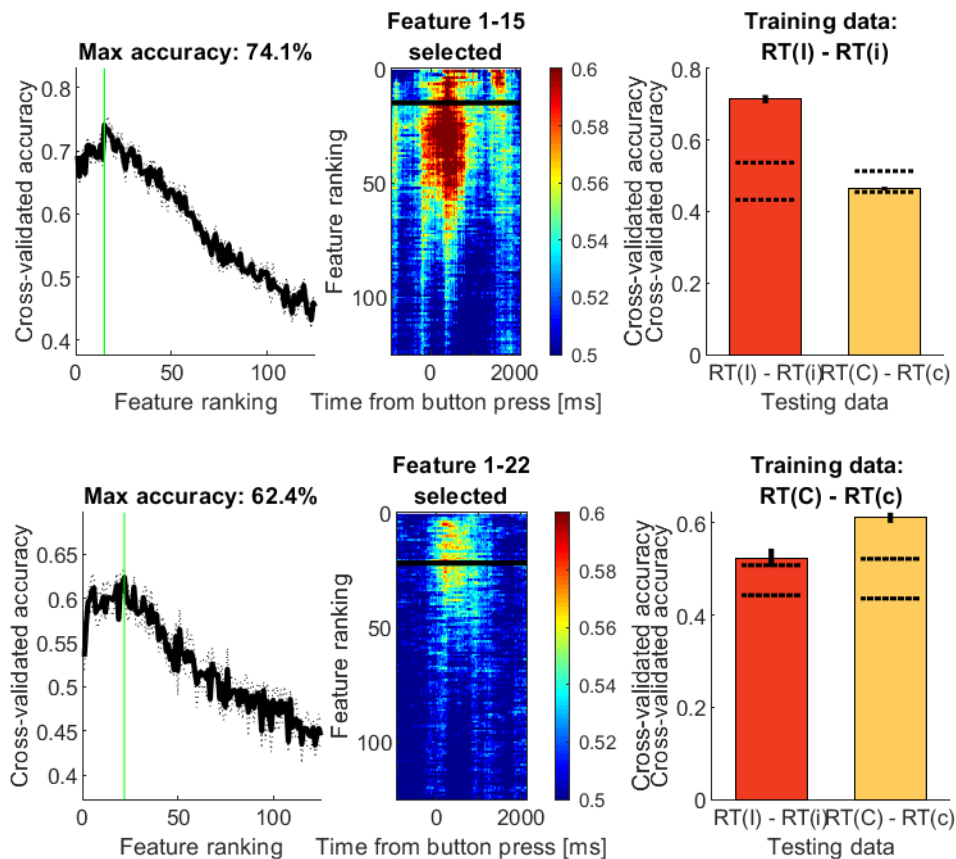 Max accuracy: 74.1%
Cross-validated accuracy
0.8
0.7
0.6
0.5
0.4
0
50
100
Feature ranking
Feature 1-15
selected
Feature ranking
0
50
100
0
2000
Time from button press [ms]
0.6
0.58
0.56
0.54
0.52
0.5
Training data:
RT(I) - RT(i)
Cross-validated accuracy
Cross-validated accuracy
0.8
0.6
0.4
0.2
0
RT(I) - RT(i)
RT(C) - RT(c)
Testing data
Max accuracy: 62.4%
Cross-validated accuracy
0.65
0.6
0.55
0.5
0.45
0.4
0
50
100
Feature ranking
Feature 1-22
selected
Feature ranking
0
50
100
0
2000
Time from button press [ms]
0.6
0.58
0.56
0.54
0.52
0.5
Training data:
RT(C) - RT(c)
Cross-validated accuracy
Cross-validated accuracy
0.6
0.4
0.2
0
RT(I) - RT(i)
RT(C) - RT(c)
Testing data